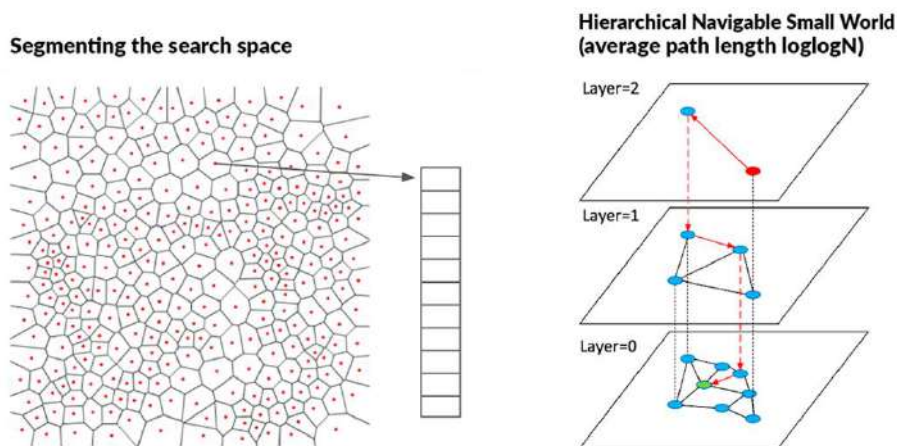 Segmenting the search space
Hierarchical Navigable Small World
(average path length loglogN)
Layer=2
Layer=1
Layer=0